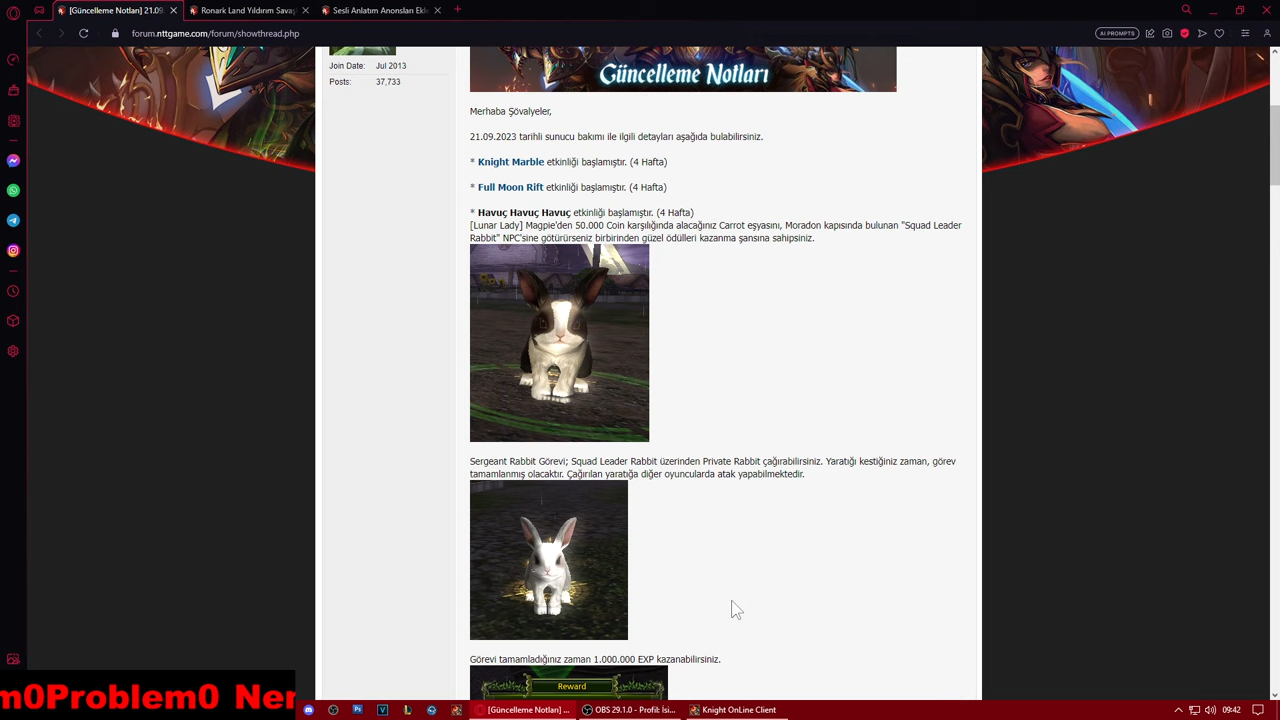 [Güncelleme Notları] 21.09.
Ronark Land Yıldırım Savaş
Sesli Anlatım Anonsları Ekle
forum.nttgame.com/forum/showthread.php
AI PROMPTS
Join Date: Jul 2013
Posts: 37,733
Güncelleme Notları
Merhaba Şövalyeler,
21.09.2023 tarihli sunucu bakımı ile ilgili detayları aşağıda bulabilirsiniz.
* Knight Marble etkinliği başlamıştır. (4 Hafta)
* Full Moon Rift etkinliği başlamıştır. (4 Hafta)
* Havuç Havuç Havuç etkinliği başlamıştır. (4 Hafta)
[Lunar Lady] Magpie'den 50.000 Coin karşılığında alacağınız Carrot eşyasını, Moradon kapısında bulunan "Squad Leader
Rabbit" NPC'sine götürürseniz birbirinden güzel ödülleri kazanma şansına sahipsiniz.
Sergeant Rabbit Görevi; Squad Leader Rabbit üzerinden Private Rabbit çağırabilirsiniz. Yaratığı kestiğiniz zaman, görev
tamamlanmış olacaktır. Çağırılan yaratığa diğer oyuncularda atak yapabilmektedir.
Görevi tamamladığınız zaman 1.000.000 EXP kazanabilirsiniz.
Reward
m0Problem0 Ner
[Güncelleme Notları] ...
OBS 29.1.0 - Profil: İsi...
Knight OnLine Client
09:42